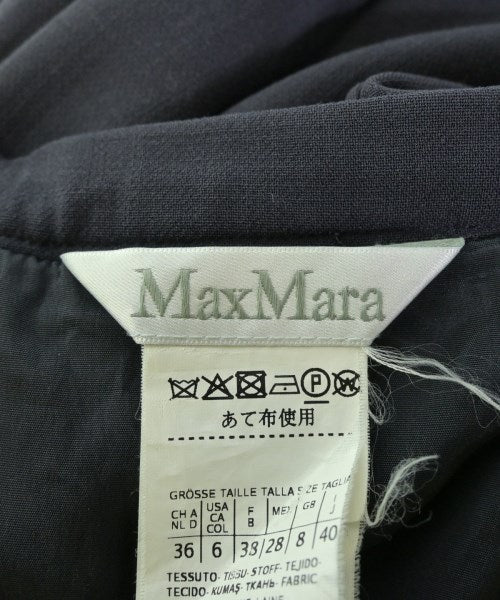 MaxMara
P W
あて布使用
GRÖSSE TAILLE TALLA SIZE TAGLIA
CH A NL D USA CA COL F B MEX GB I J
36 6 38/28 8 40
TESSUTO-TISSU-STOFF-TEJIDO-
TECIDO-KUMAŞ-ТКАНЬ-FABRIC